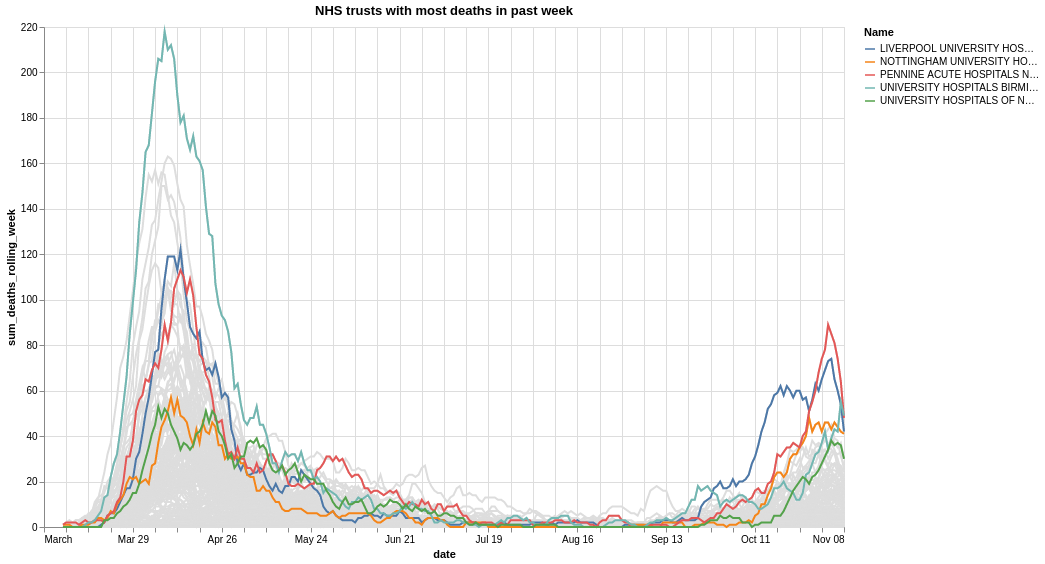 NHS trusts with most deaths in past week
220
200
180
160
140
120
100
80
60
40
20
0
sum_deaths_rolling_week
March
Mar 29
Apr 26
May 24
Jun 21
Jul 19
Aug 16
Sep 13
Oct 11
Nov 08
date
Name
LIVERPOOL UNIVERSITY HOS…
NOTTINGHAM UNIVERSITY HO…
PENNINE ACUTE HOSPITALS N…
UNIVERSITY HOSPITALS BIRMI…
UNIVERSITY HOSPITALS OF N…